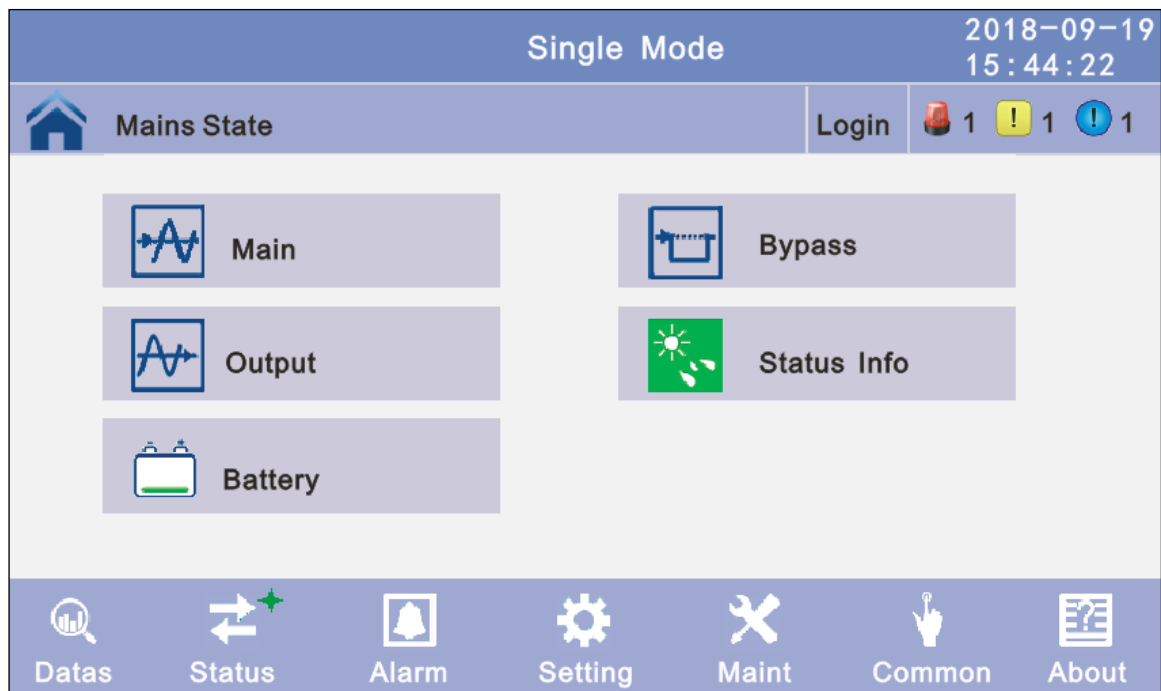 Single Mode
2018-09-19
15:44:22
Mains State
Login
1
! 1
! 1
Main
Bypass
Output
Status Info
Battery
Datas
Status
Alarm
Setting
Maint
Common
?
About